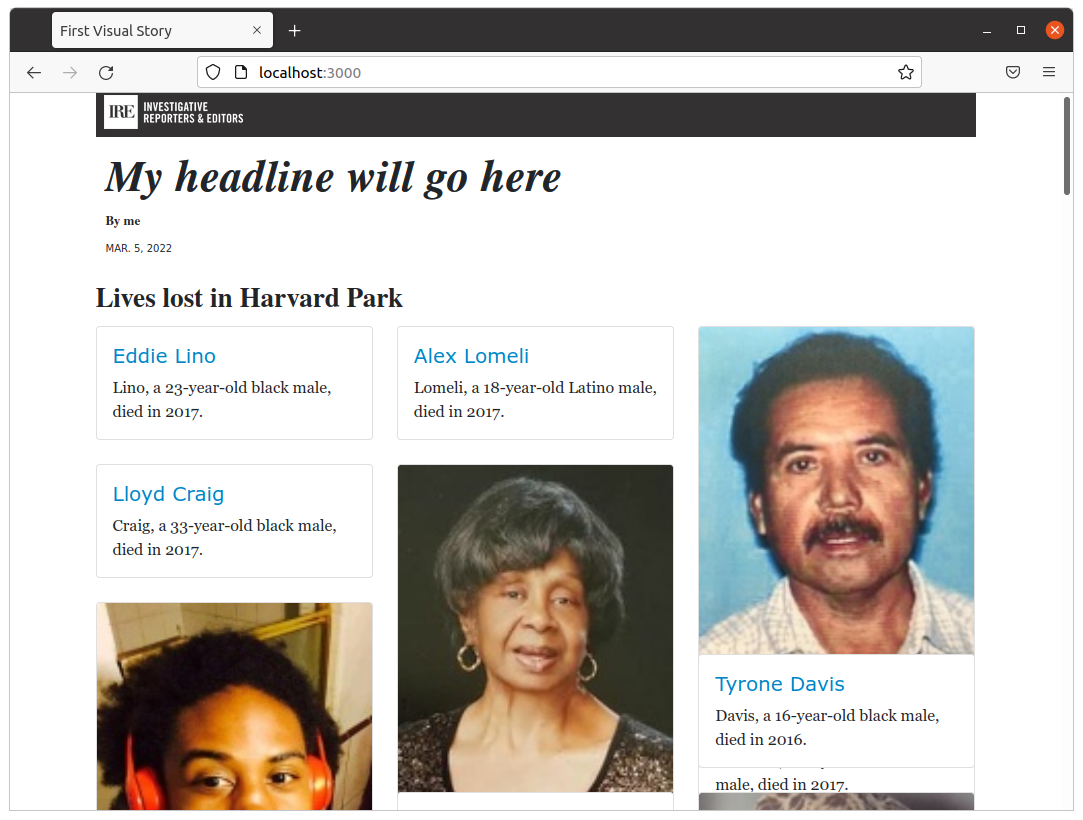 First Visual Story
localhost:3000
IRE INVESTIGATIVE
REPORTERS & EDITORS
My headline will go here
By me
MAR. 5, 2022
Lives lost in Harvard Park
Eddie Lino
Lino, a 23-year-old black male,
died in 2017.
Alex Lomeli
Lomeli, a 18-year-old Latino male,
died in 2017.
Lloyd Craig
Craig, a 33-year-old black male,
died in 2017.
Tyrone Davis
Davis, a 16-year-old black male,
died in 2016.
male, died in 2017.